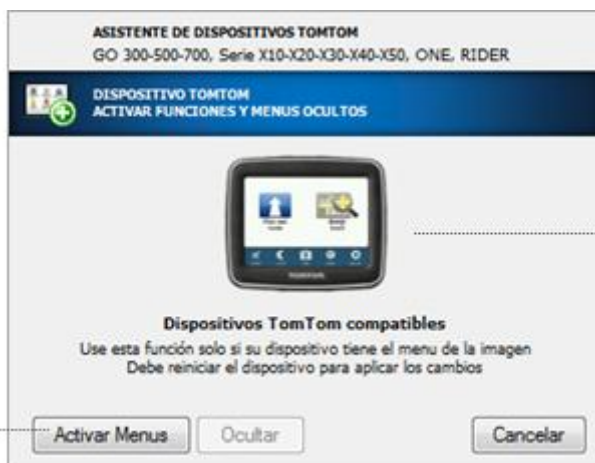 ASISTENTE DE DISPOSITIVOS TOMTOM
GO 300-500-700, Serie X10-X20-X30-X40-X50, ONE, RIDER
DISPOSITIVO TOMTOM
ACTIVAR FUNCIONES Y MENUS OCULTOS
TOMTOM
Dispositivos TomTom compatibles
Use esta función solo si su dispositivo tiene el menu de la imagen
Debe reiniciar el dispositivo para aplicar los cambios
Activar Menus
Ocultar
Cancelar